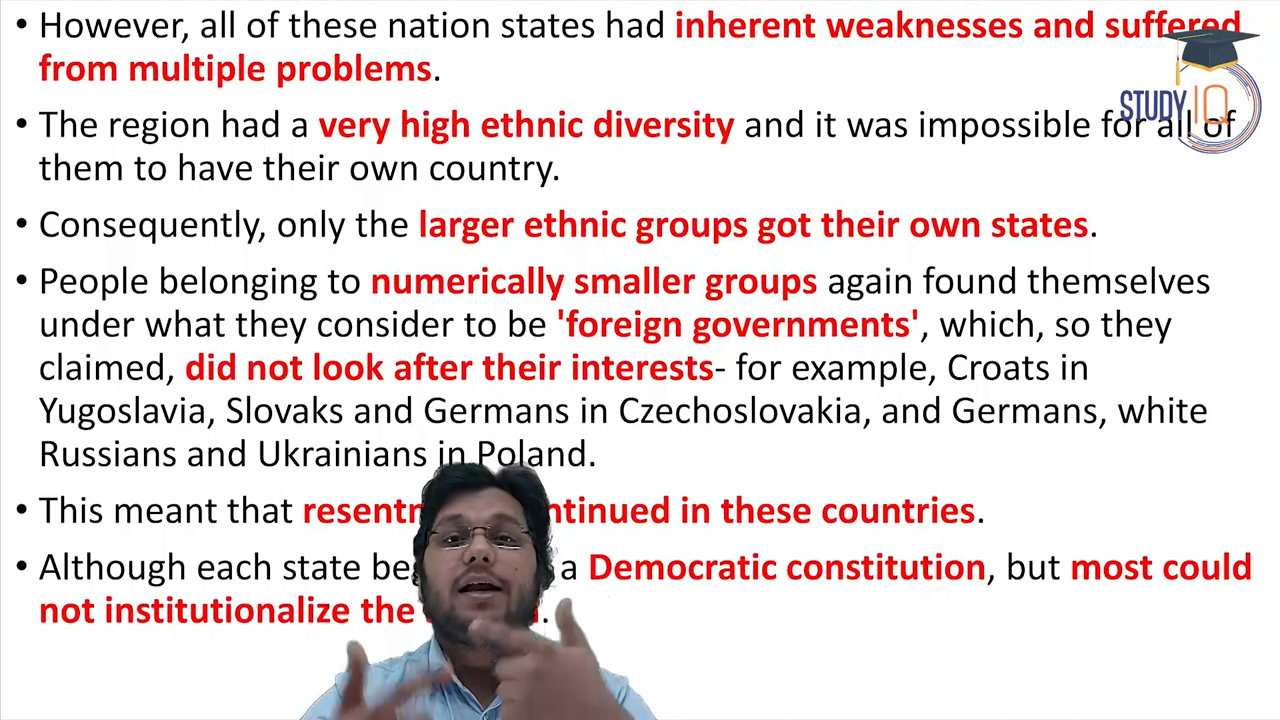 • However, all of these nation states had inherent weaknesses and suffered
from multiple problems.
STUDY IQ
• The region had a very high ethnic diversity and it was impossible for all of
them to have their own country.
• Consequently, only the larger ethnic groups got their own states.
• People belonging to numerically smaller groups again found themselves
under what they consider to be 'foreign governments', which, so they
claimed, did not look after their interests- for example, Croats in
Yugoslavia, Slovaks and Germans in Czechoslovakia, and Germans, white
Russians and Ukrainians in Poland.
• This meant that continued in these countries.
• Although each state a Democratic constitution, but most could
not institutionalize the .